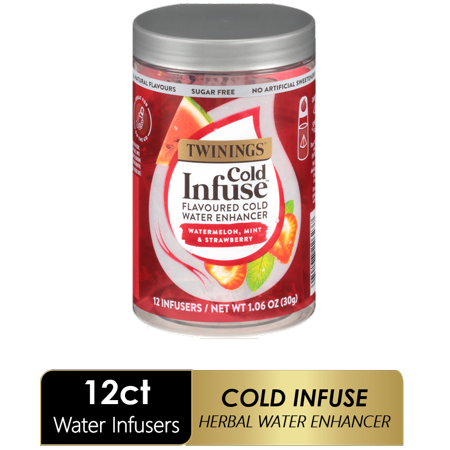 NATURAL FLAVOURS
SUGAR FREE
NO ARTIFICIAL SWEETENERS
TWININGS
Cold
Infuse™
FLAVOURED COLD
WATER ENHANCER
WATERMELON, MINT
& STRAWBERRY
12 INFUSERS / NET WT 1.06 OZ (30g)
12ct
Water Infusers
COLD INFUSE
HERBAL WATER ENHANCER